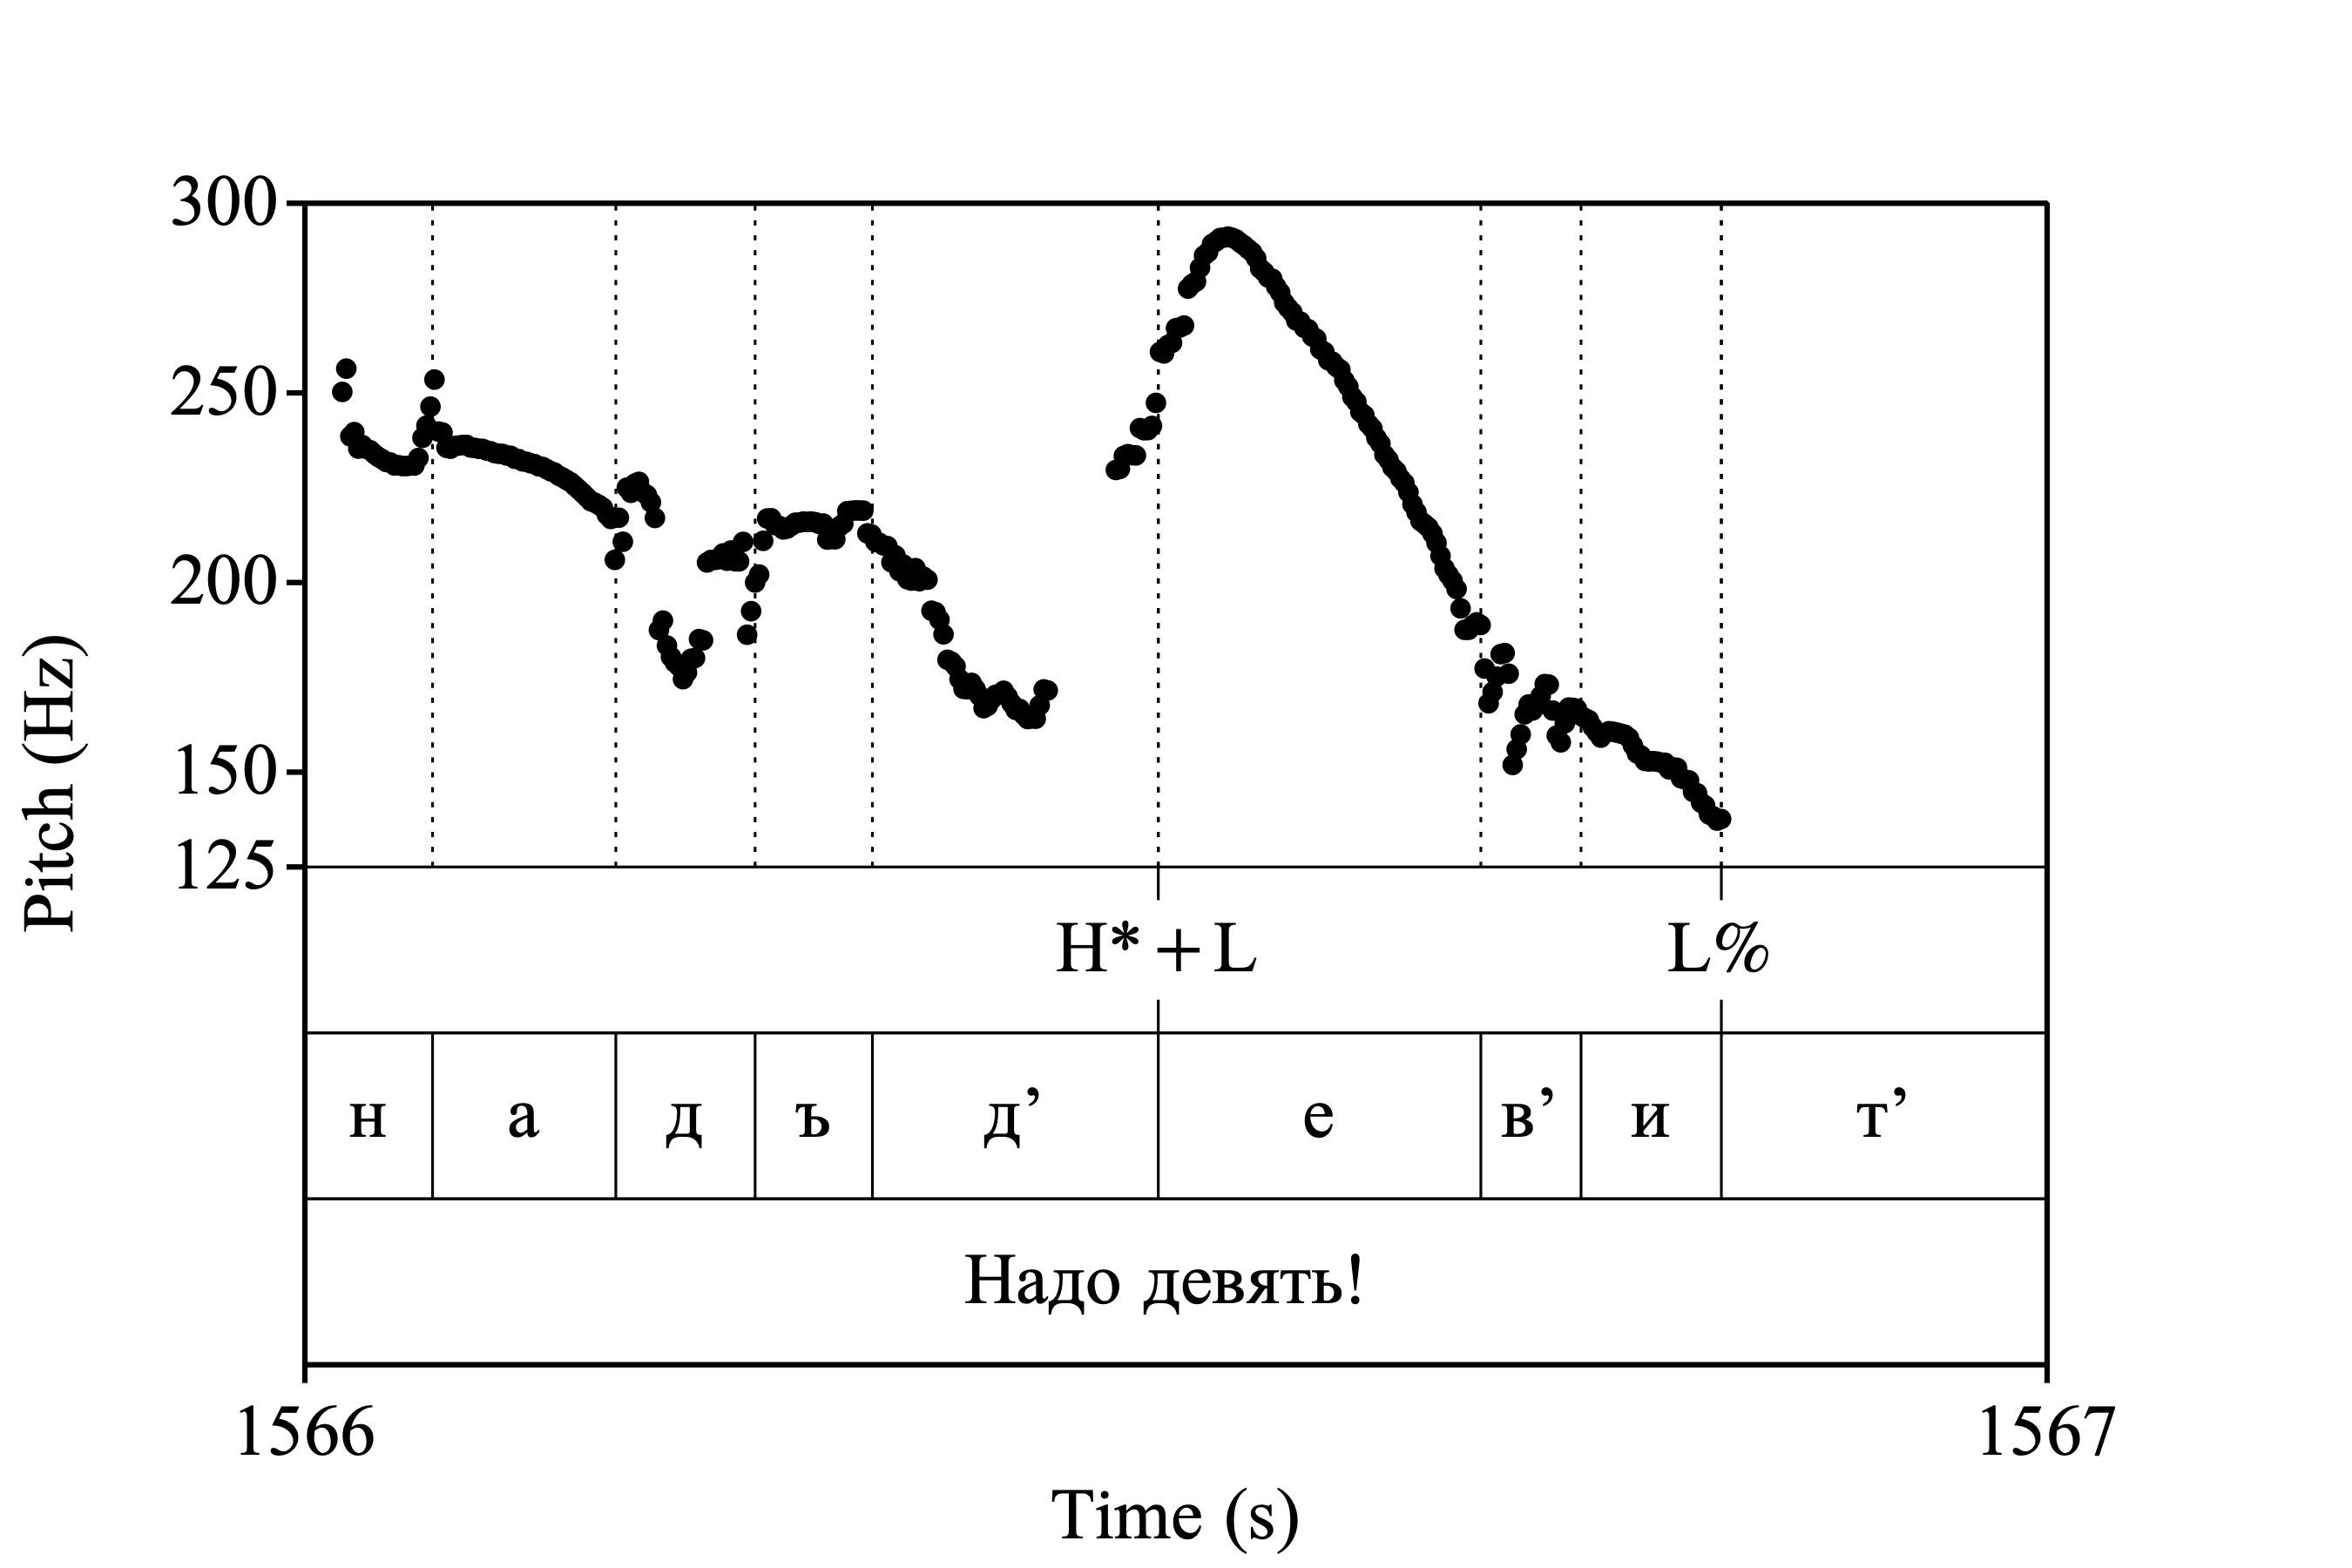 300
250
200
150
125
Pitch (Hz)
H* + L L%
н а д ъ д’ е в’ и т’
Надо девять!
1566 1567
Time (s)